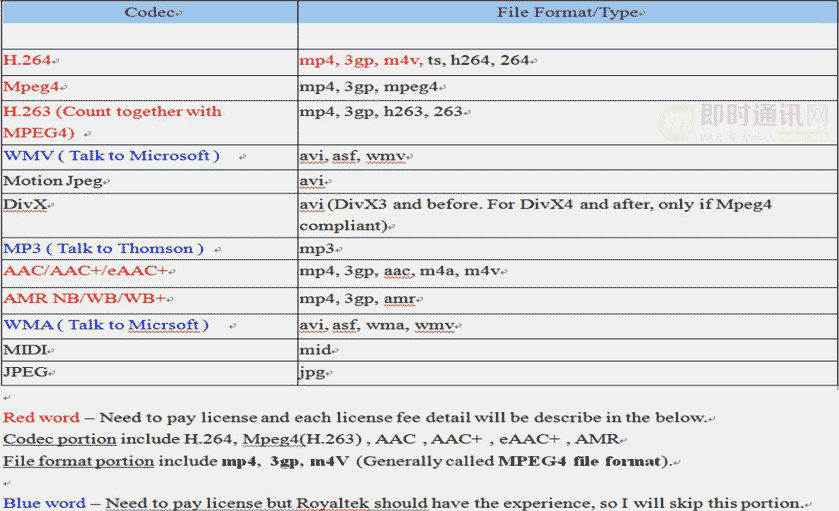 Codec File Format/Type
H.264 mp4, 3gp, m4v, ts, h264, 264
Mpeg4 mp4, 3gp, mpeg4
H.263 (Count together with MPEG4) mp4, 3gp, h263, 263
WMV ( Talk to Microsoft ) avi, asf, wmv
Motion Jpeg avi
DivX avi (DivX3 and before. For DivX4 and after, only if Mpeg4 compliant)
MP3 ( Talk to Thomson ) mp3
AAC/AAC+/eAAC+ mp4, 3gp, aac, m4a, m4v
AMR NB/WB/WB+ mp4, 3gp, amr
WMA ( Talk to Micrsoft ) avi, asf, wma, wmv
MIDI mid
JPEG jpg
即时通讯网
Red word – Need to pay license and each license fee detail will be describe in the below.
Codec portion include H.264, Mpeg4(H.263) , AAC , AAC+ , eAAC+ , AMR
File format portion include mp4, 3gp, m4V (Generally called MPEG4 file format).
Blue word – Need to pay license but Royaltek should have the experience, so I will skip this portion.